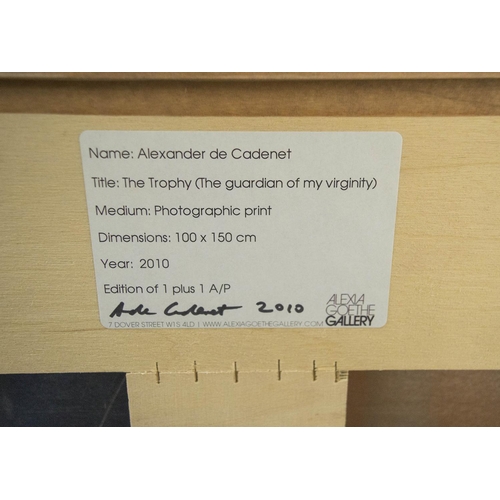 Name: Alexander de Cadenet
Title: The Trophy (The guardian of my virginity)
Medium: Photographic print
Dimensions: 100 x 150 cm
Year: 2010
Edition of 1 plus 1 A/P
A de Cadenet 2010
7 DOVER STREET W1S 4LD | WWW.ALEXIAGOETHEGALLERY.COM
ALEXIA
GOETHE
GALLERY